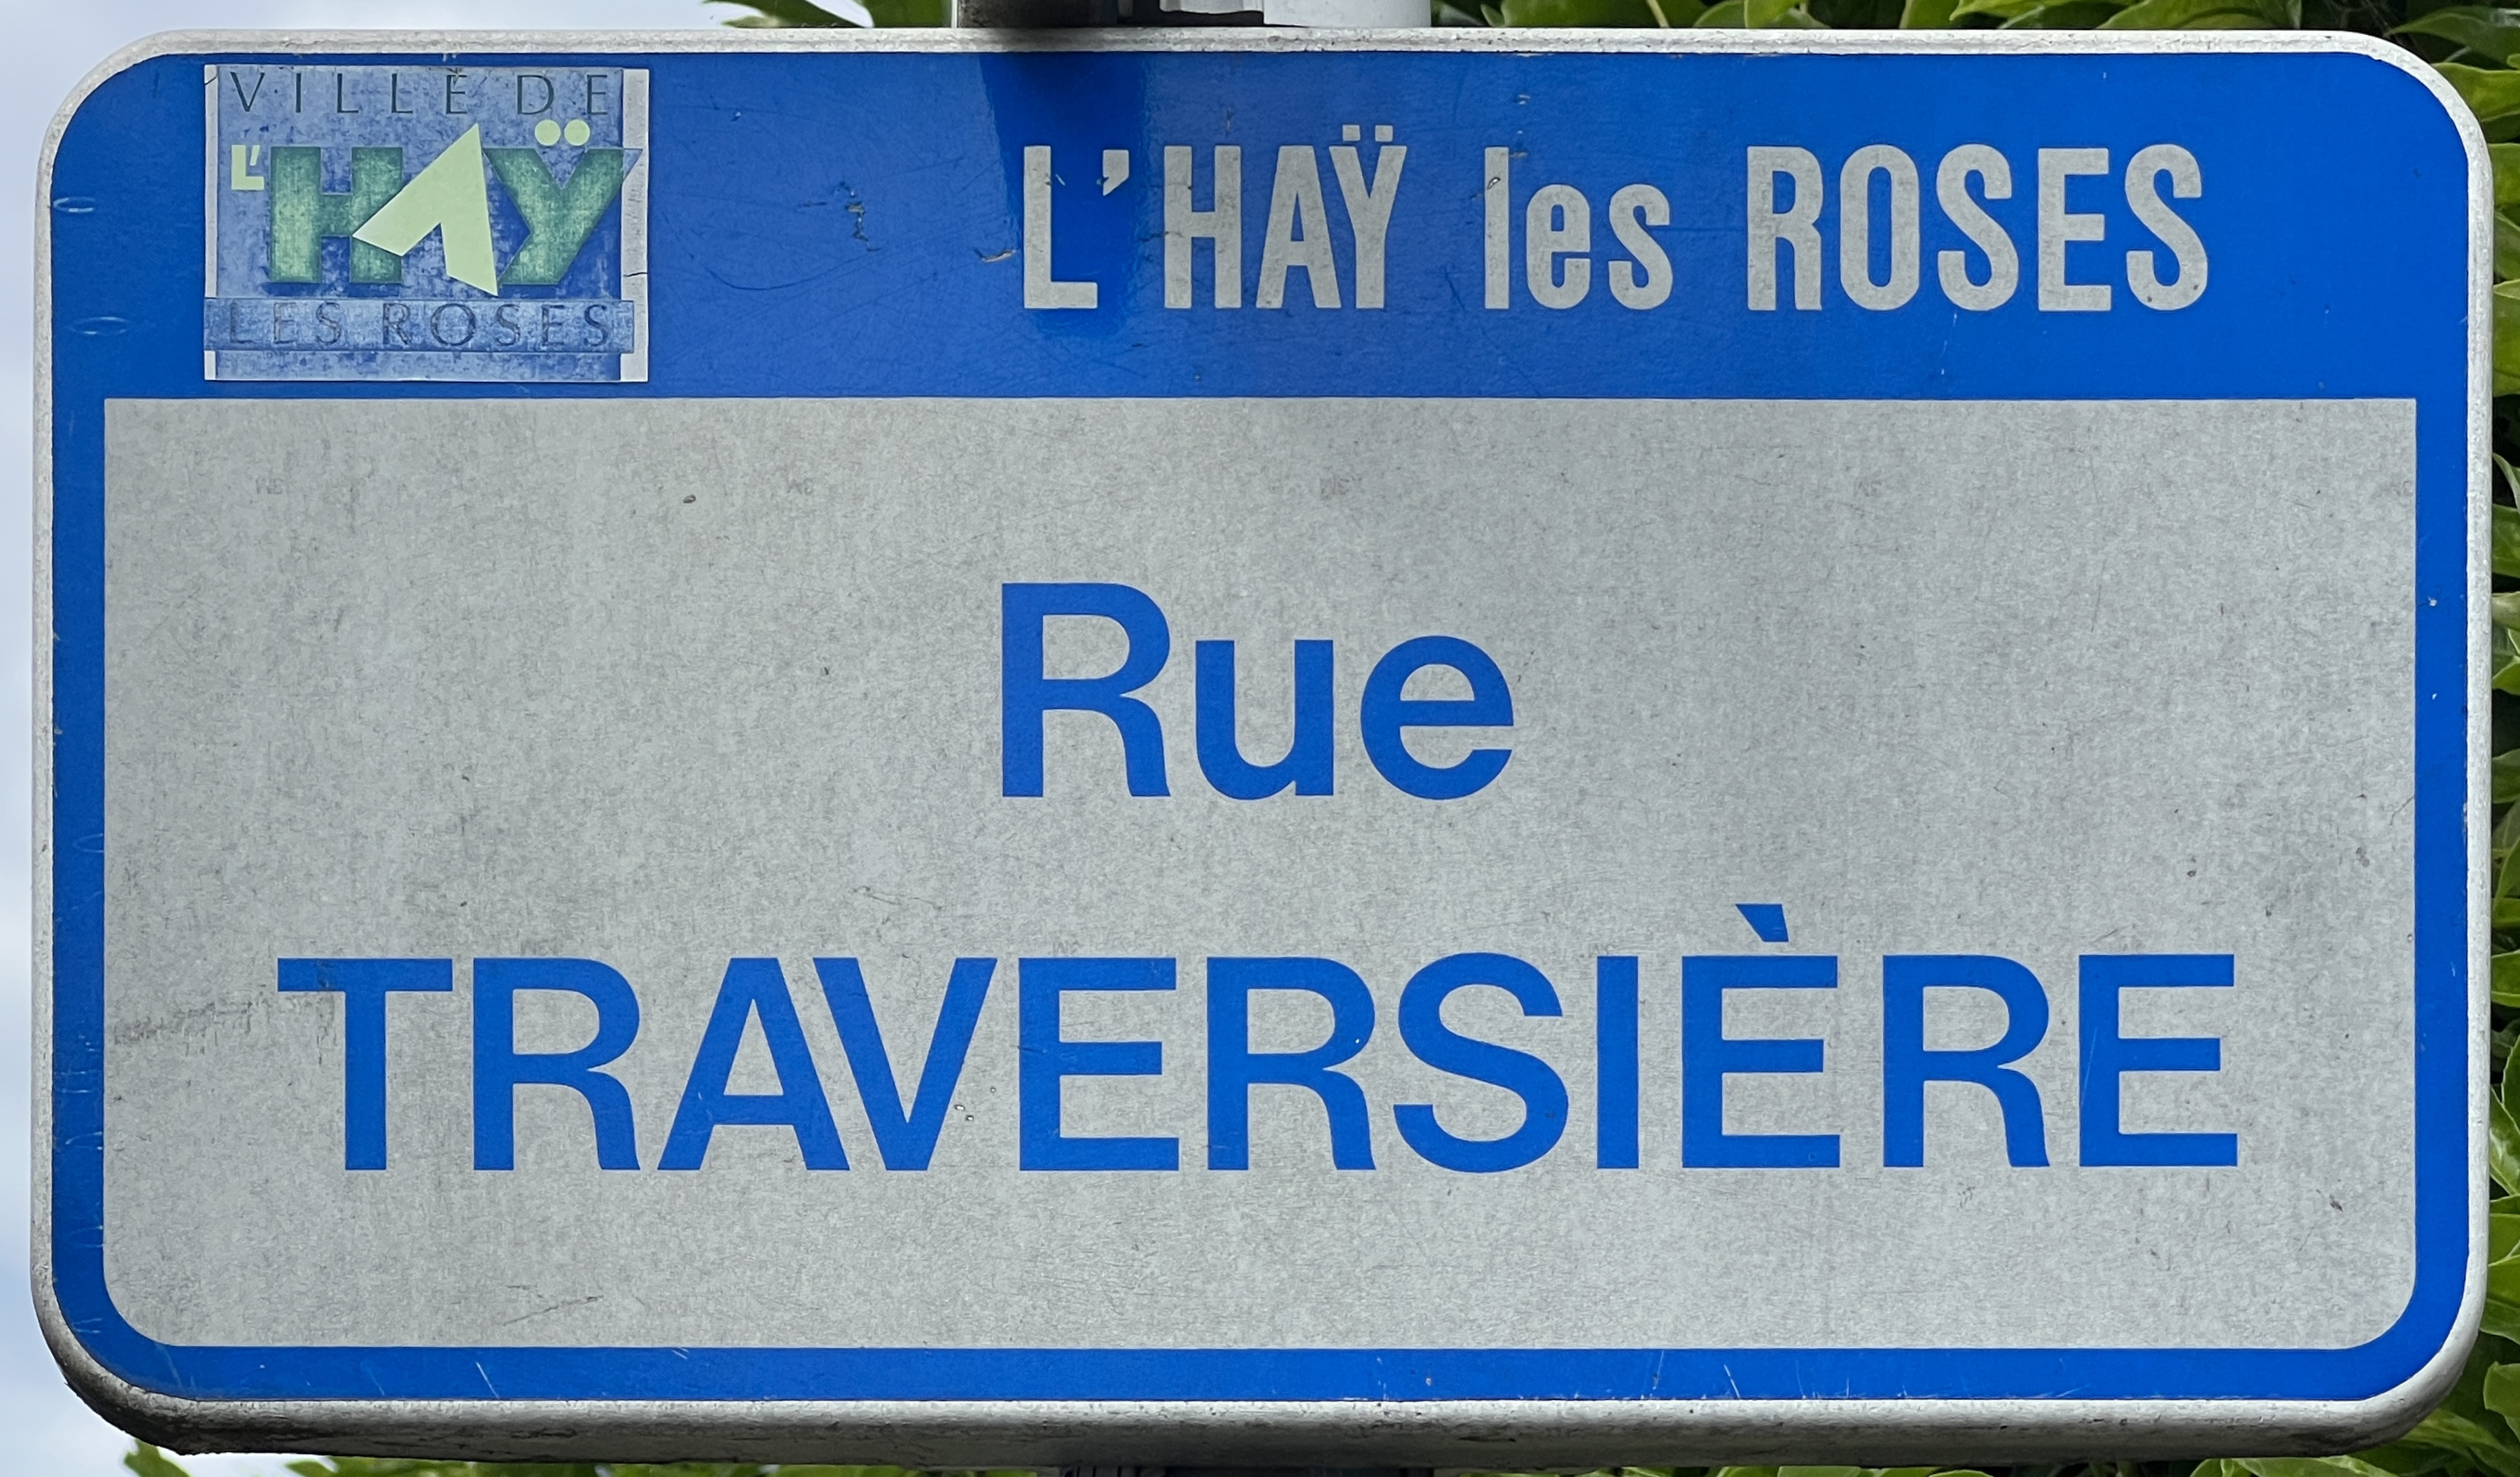 VILLE DE
L'HAŸ
LES ROSES
L'HAŸ les ROSES
Rue
TRAVERSIÈRE